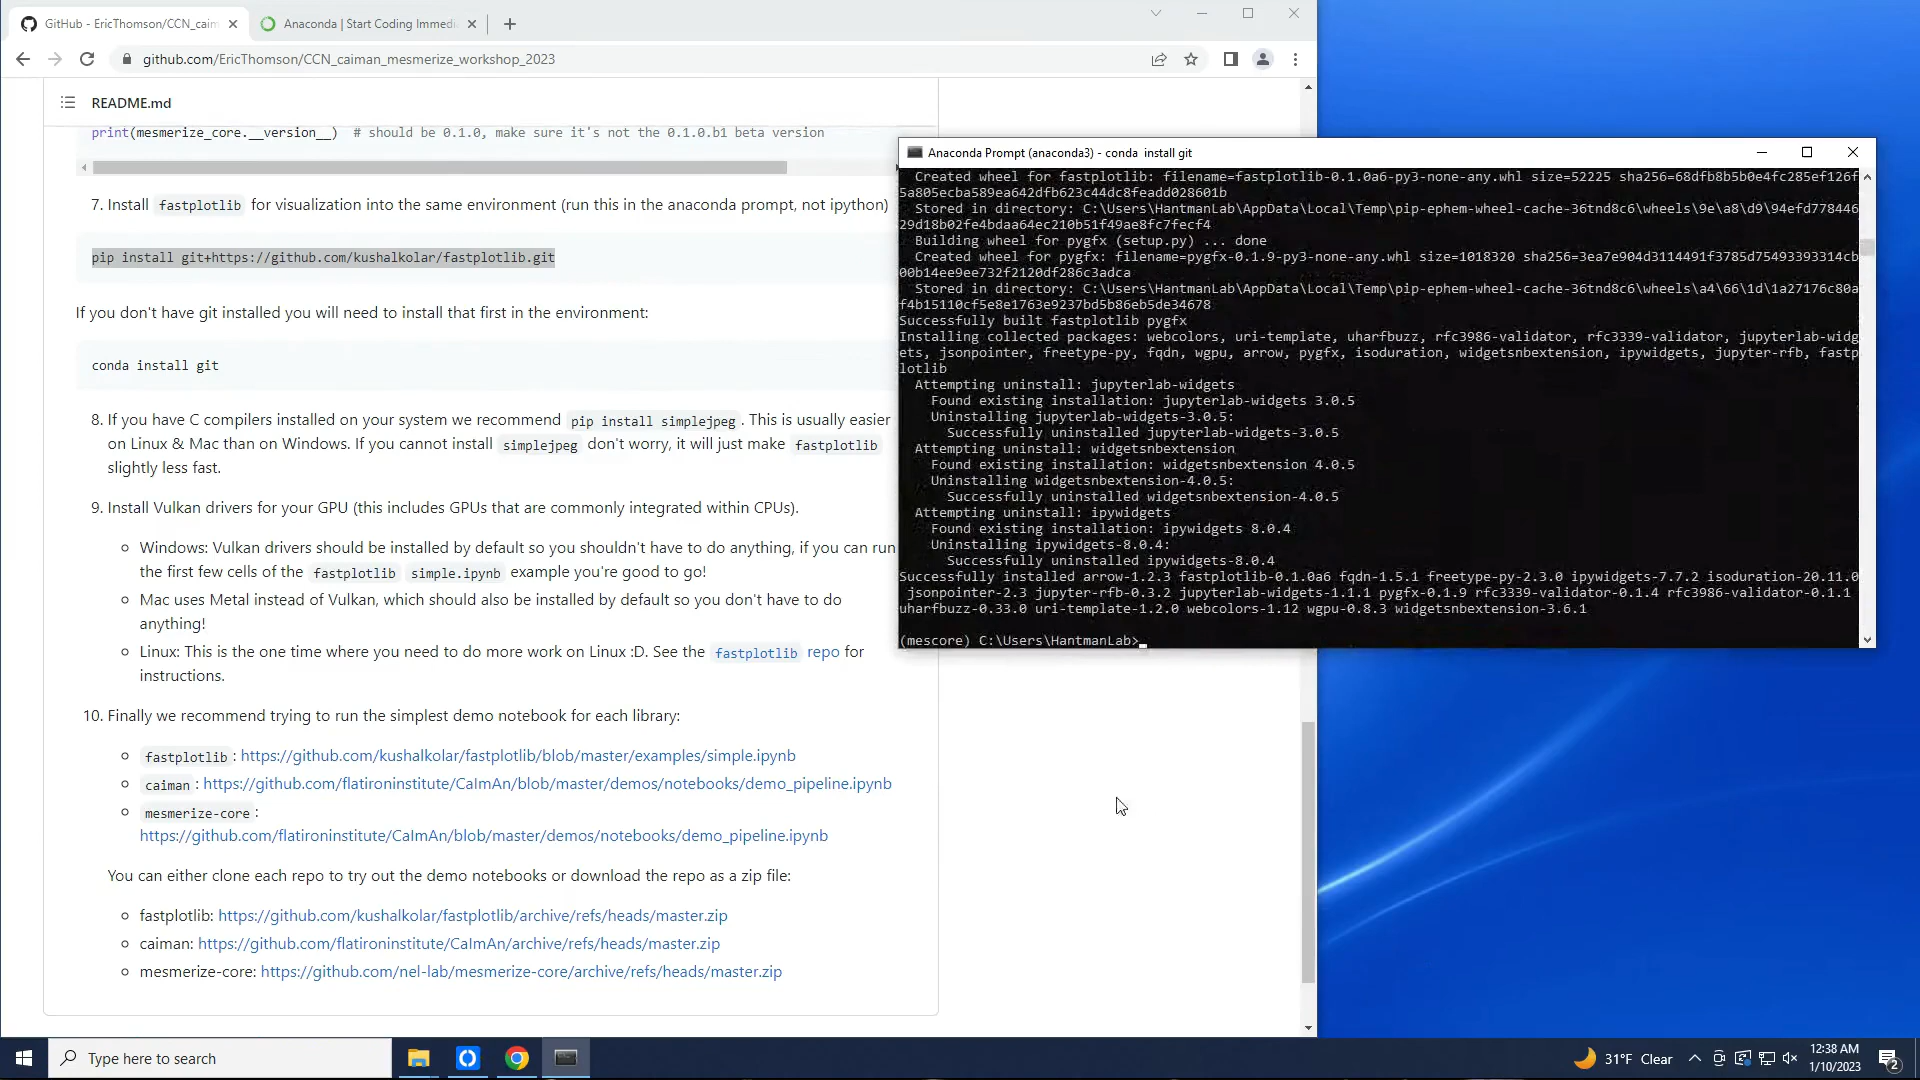 GitHub - EricThomson/CCN_caim
Anaconda | Start Coding Immedi
github.com/EricThomson/CCN_caiman_mesmerize_workshop_2023
README.md
print(mesmerize_core.__version__)  # should be 0.1.0, make sure it's not the 0.1.0.b1 beta version
7. Install fastplotlib for visualization into the same environment (run this in the anaconda prompt, not ipython)
pip install git+https://github.com/kushalkolar/fastplotlib.git
If you don't have git installed you will need to install that first in the environment:
conda install git
8. If you have C compilers installed on your system we recommend pip install simplejpeg. This is usually easier
on Linux & Mac than on Windows. If you cannot install simplejpeg don't worry, it will just make fastplotlib
slightly less fast.
9. Install Vulkan drivers for your GPU (this includes GPUs that are commonly integrated within CPUs).
Windows: Vulkan drivers should be installed by default so you shouldn't have to do anything, if you can run
the first few cells of the fastplotlib simple.ipynb example you're good to go!
Mac uses Metal instead of Vulkan, which should also be installed by default so you don't have to do
anything!
Linux: This is the one time where you need to do more work on Linux :D. See the fastplotlib repo for
instructions.
10. Finally we recommend trying to run the simplest demo notebook for each library:
fastplotlib : https://github.com/kushalkolar/fastplotlib/blob/master/examples/simple.ipynb
caiman : https://github.com/flatironinstitute/CaImAn/blob/master/demos/notebooks/demo_pipeline.ipynb
mesmerize-core :
https://github.com/flatironinstitute/CaImAn/blob/master/demos/notebooks/demo_pipeline.ipynb
You can either clone each repo to try out the demo notebooks or download the repo as a zip file:
fastplotlib: https://github.com/kushalkolar/fastplotlib/archive/refs/heads/master.zip
caiman: https://github.com/flatironinstitute/CaImAn/archive/refs/heads/master.zip
mesmerize-core: https://github.com/nel-lab/mesmerize-core/archive/refs/heads/master.zip
Anaconda Prompt (anaconda3) - conda  install git
Created wheel for fastplotlib: filename=fastplotlib-0.1.0a6-py3-none-any.whl size=52225 sha256=68dfb8b5b0e4fc285ef126f
5a805ecba589ea642dfb623c44dc8feadd028601b
Stored in directory: C:\Users\HantmanLab\AppData\Local\Temp\pip-ephem-wheel-cache-36tnd8c6\wheels\9e\a8\d9\94efd778446
29d18b02fe4bdaa64ec210b51f49ae8fc7fecf4
Building wheel for pygfx (setup.py) ... done
Created wheel for pygfx: filename=pygfx-0.1.9-py3-none-any.whl size=1018320 sha256=3ea7e904d3114491f3785d75493393314cb
00b14ee9ee732f2120df286c3adca
Stored in directory: C:\Users\HantmanLab\AppData\Local\Temp\pip-ephem-wheel-cache-36tnd8c6\wheels\a4\66\1d\1a27176c80a
f4b15110cf5e8e1763e9237bd5b86eb5de34678
Successfully built fastplotlib pygfx
Installing collected packages: webcolors, uri-template, uharfbuzz, rfc3986-validator, rfc3339-validator, jupyterlab-widg
ets, jsonpointer, freetype-py, fqdn, wgpu, arrow, pygfx, isoduration, widgetsnbextension, ipywidgets, jupyter-rfb, fastp
lotlib
Attempting uninstall: jupyterlab-widgets
Found existing installation: jupyterlab-widgets 3.0.5
Uninstalling jupyterlab-widgets-3.0.5:
Successfully uninstalled jupyterlab-widgets-3.0.5
Attempting uninstall: widgetsnbextension
Found existing installation: widgetsnbextension 4.0.5
Uninstalling widgetsnbextension-4.0.5:
Successfully uninstalled widgetsnbextension-4.0.5
Attempting uninstall: ipywidgets
Found existing installation: ipywidgets 8.0.4
Uninstalling ipywidgets-8.0.4:
Successfully uninstalled ipywidgets-8.0.4
Successfully installed arrow-1.2.3 fastplotlib-0.1.0a6 fqdn-1.5.1 freetype-py-2.3.0 ipywidgets-7.7.2 isoduration-20.11.0
jsonpointer-2.3 jupyter-rfb-0.3.2 jupyterlab-widgets-1.1.1 pygfx-0.1.9 rfc3339-validator-0.1.4 rfc3986-validator-0.1.1
uharfbuzz-0.33.0 uri-template-1.2.0 webcolors-1.12 wgpu-0.8.3 widgetsnbextension-3.6.1
(mescore) C:\Users\HantmanLab>
Type here to search
31°F Clear
12:38 AM
1/10/2023
2